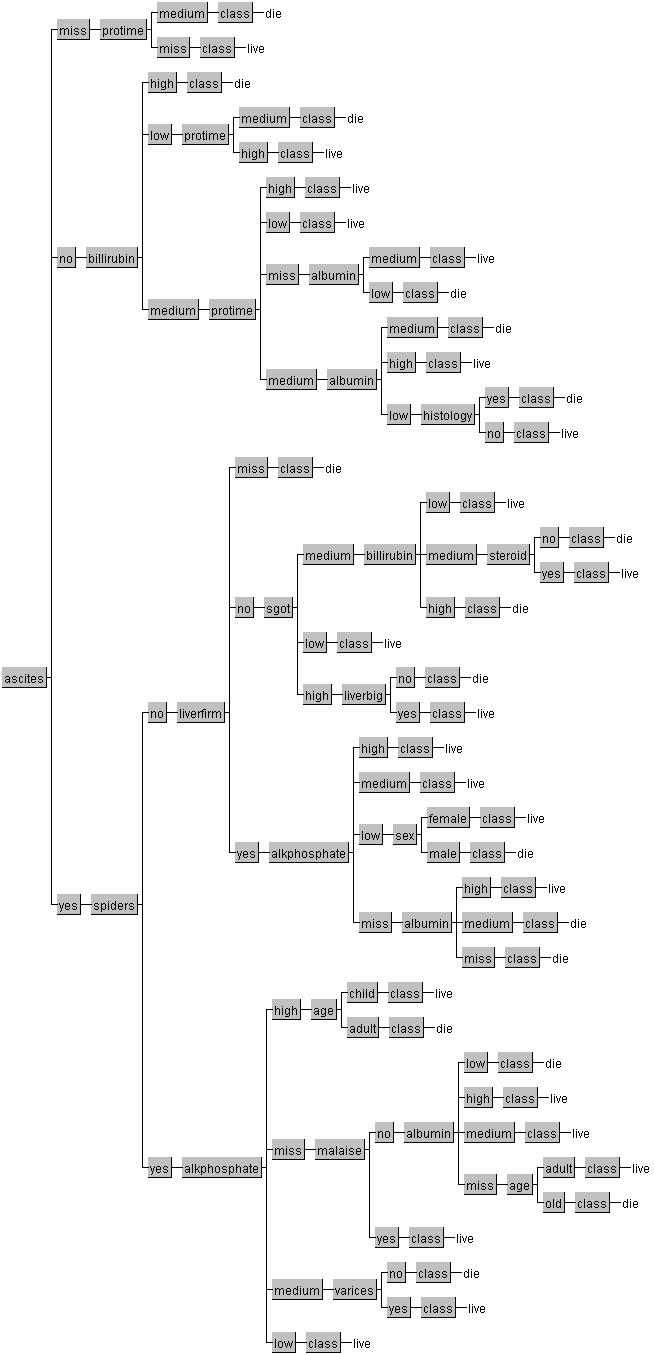 medium class die
miss protime
miss class live
high class die
medium class die
low protime
high class live
high class live
low class live
no billirubin
medium class live
miss albumin
low class die
medium protime
medium class die
high class live
medium albumin
yes class die
low histology
no class live
miss class die
low class live
no class die
medium billirubin medium steroid
yes class live
no sgot
high class die
low class live
ascites
no class die
high liverbig
yes class live
no liverfirm
high class live
medium class live
female class live
low sex
yes alkphosphate
male class die
high class live
yes spiders
miss albumin medium class die
miss class die
child class live
high age
adult class die
low class die
high class live
no albumin medium class live
miss malaise
adult class live
yes alkphosphate
miss age
old class die
yes class live
no class die
medium varices
yes class live
low class live